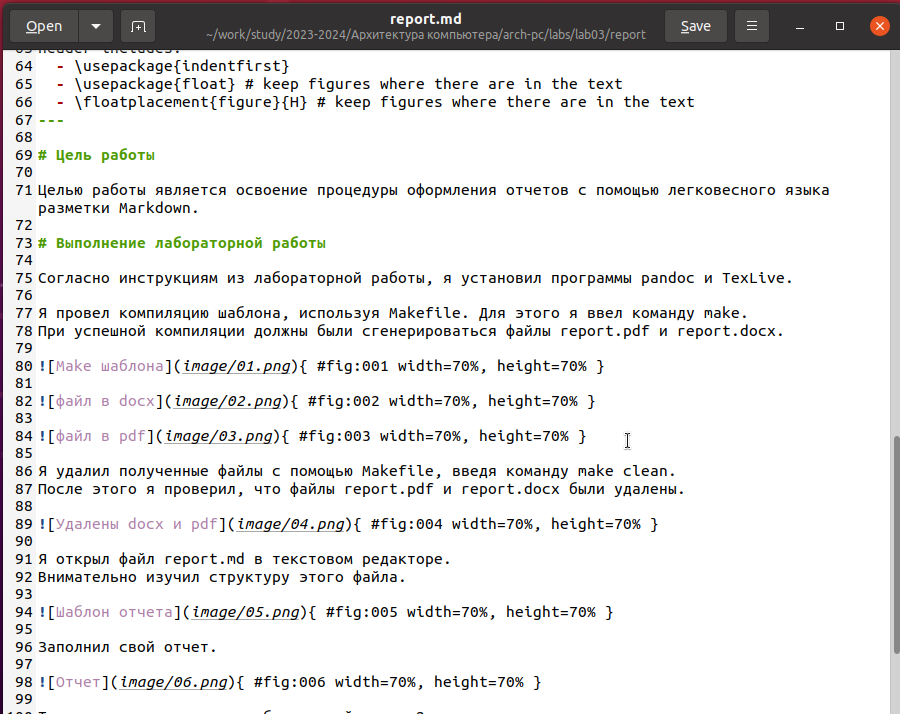 Open
report.md
~/work/study/2023-2024/Архитектура компьютера/arch-pc/labs/lab03/report
Save
64 - \usepackage{indentfirst}
65 - \usepackage{float} # keep figures where there are in the text
66 - \floatplacement{figure}{H} # keep figures where there are in the text
67 ---
68
69 # Цель работы
70
71 Целью работы является освоение процедуры оформления отчетов с помощью легковесного языка
разметки Markdown.
72
73 # Выполнение лабораторной работы
74
75 Согласно инструкциям из лабораторной работы, я установил программы pandoc и TexLive.
76
77 Я провел компиляцию шаблона, используя Makefile. Для этого я ввел команду make.
78 При успешной компиляции должны были сгенерироваться файлы report.pdf и report.docx.
79
80 ![Make шаблона](image/01.png){ #fig:001 width=70%, height=70% }
81
82 ![файл в docx](image/02.png){ #fig:002 width=70%, height=70% }
83
84 ![файл в pdf](image/03.png){ #fig:003 width=70%, height=70% }
85
86 Я удалил полученные файлы с помощью Makefile, введя команду make clean.
87 После этого я проверил, что файлы report.pdf и report.docx были удалены.
88
89 ![Удалены docx и pdf](image/04.png){ #fig:004 width=70%, height=70% }
90
91 Я открыл файл report.md в текстовом редакторе.
92 Внимательно изучил структуру этого файла.
93
94 ![Шаблон отчета](image/05.png){ #fig:005 width=70%, height=70% }
95
96 Заполнил свой отчет.
97
98 ![Отчет](image/06.png){ #fig:006 width=70%, height=70% }
99